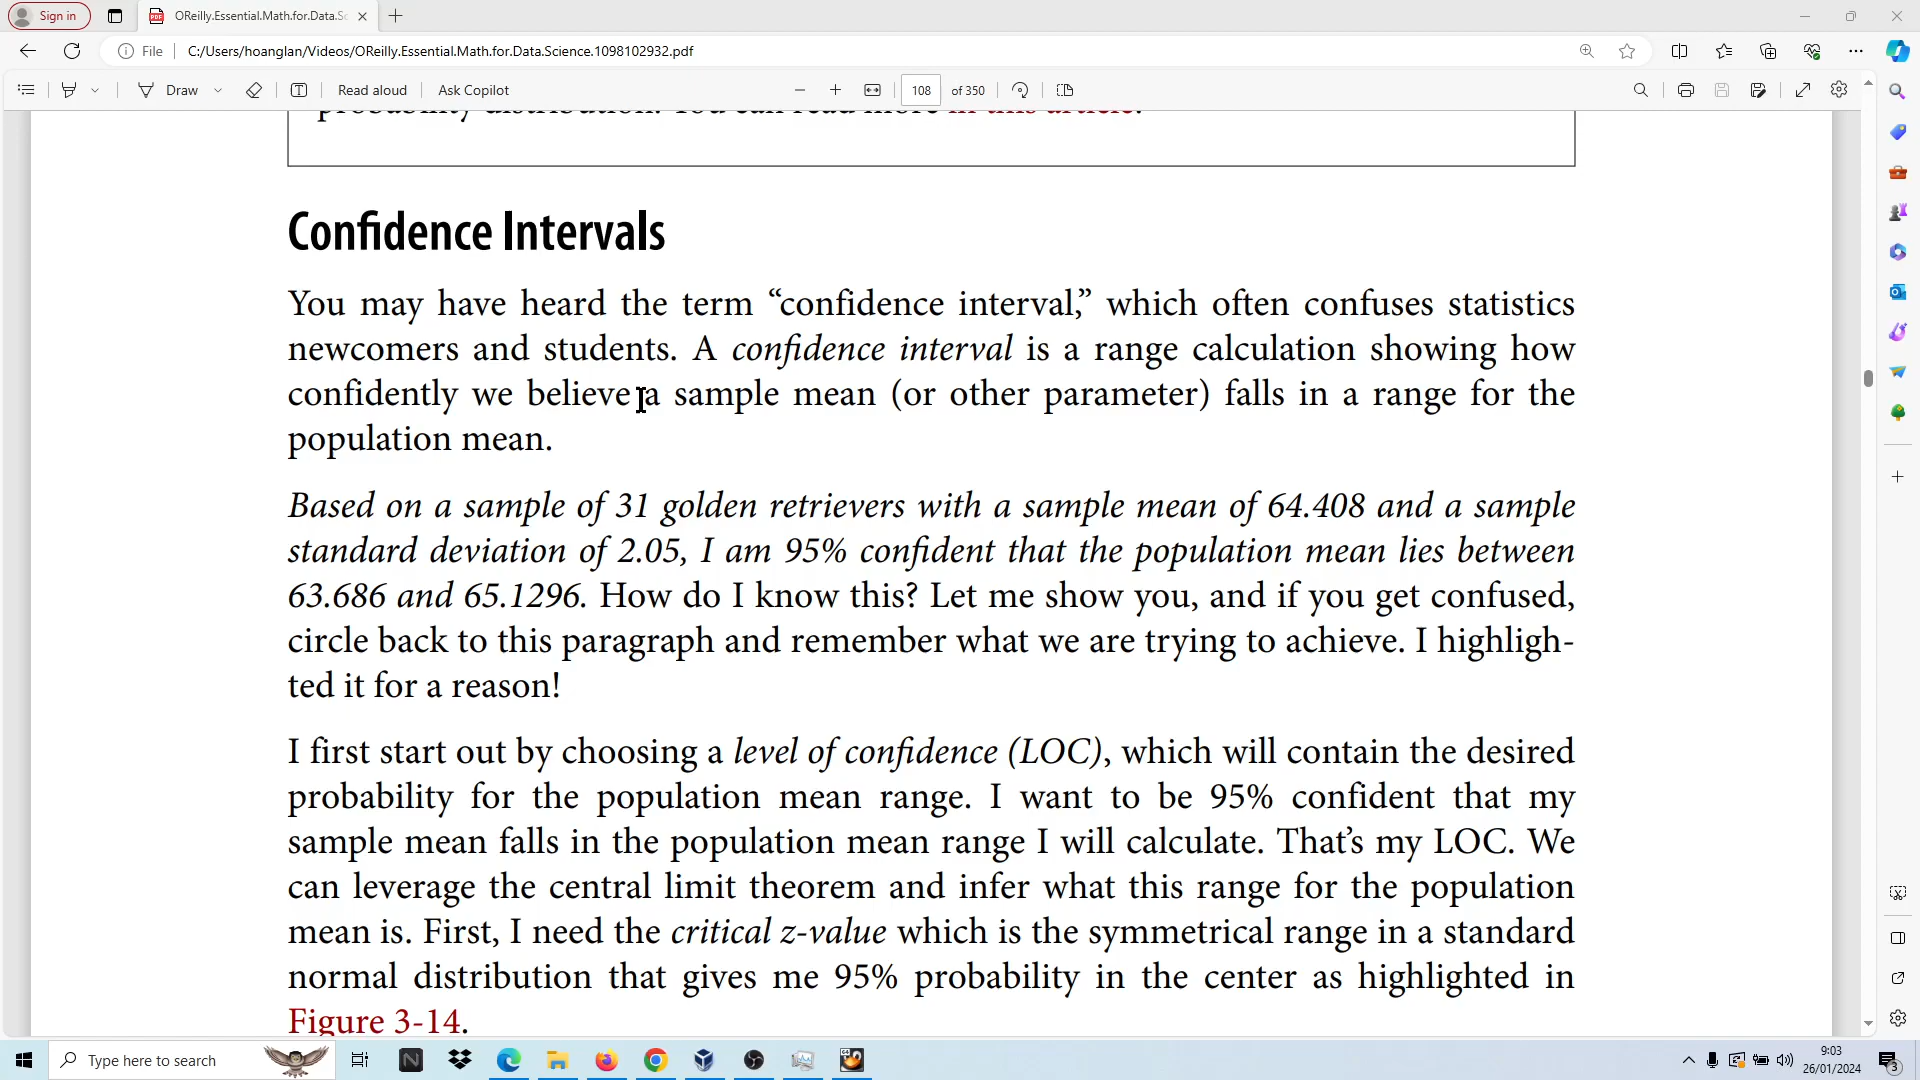 Sign in
OReilly.Essential.Math.for.Data.Sc
File
C:/Users/hoanglan/Videos/OReilly.Essential.Math.for.Data.Science.1098102932.pdf
Draw
Read aloud
Ask Copilot
108
of 350
probability distribution. You can read more in this article.
Confidence Intervals
You may have heard the term “confidence interval,” which often confuses statistics
newcomers and students. A confidence interval is a range calculation showing how
confidently we believe a sample mean (or other parameter) falls in a range for the
population mean.
Based on a sample of 31 golden retrievers with a sample mean of 64.408 and a sample
standard deviation of 2.05, I am 95% confident that the population mean lies between
63.686 and 65.1296. How do I know this? Let me show you, and if you get confused,
circle back to this paragraph and remember what we are trying to achieve. I highligh-
ted it for a reason!
I first start out by choosing a level of confidence (LOC), which will contain the desired
probability for the population mean range. I want to be 95% confident that my
sample mean falls in the population mean range I will calculate. That’s my LOC. We
can leverage the central limit theorem and infer what this range for the population
mean is. First, I need the critical z-value which is the symmetrical range in a standard
normal distribution that gives me 95% probability in the center as highlighted in
Figure 3-14.
Type here to search
9:03
26/01/2024
3